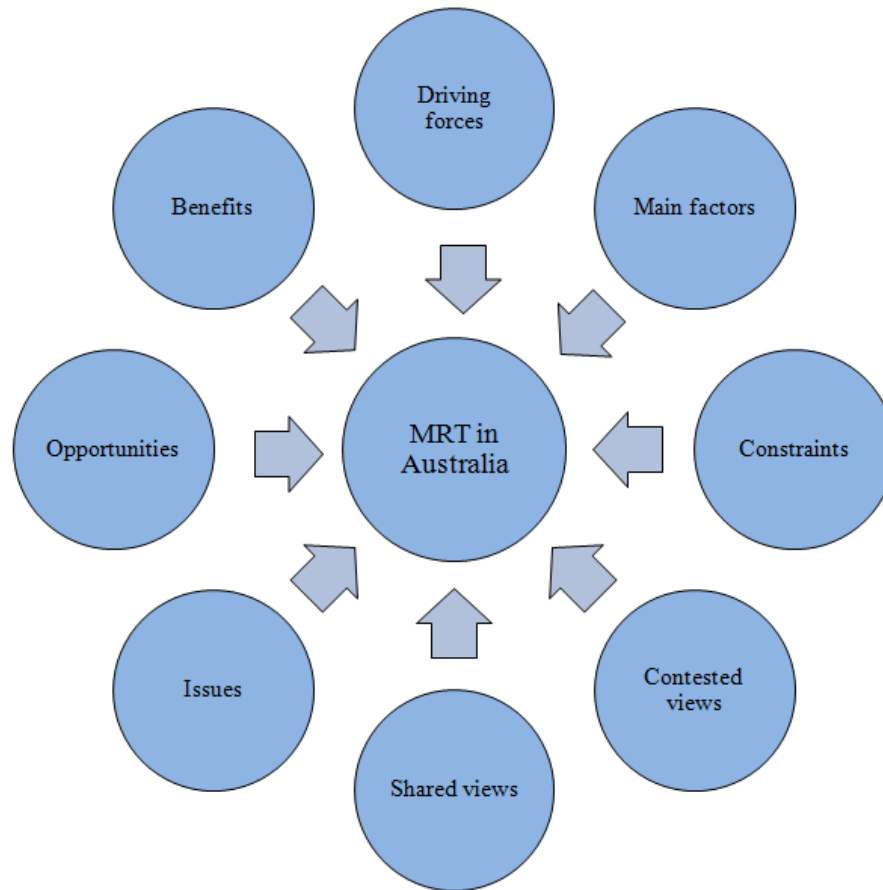 Driving
forces
Benefits
Main factors
Opportunities
MRT in
Australia
Constraints
Issues
Contested
views
Shared views